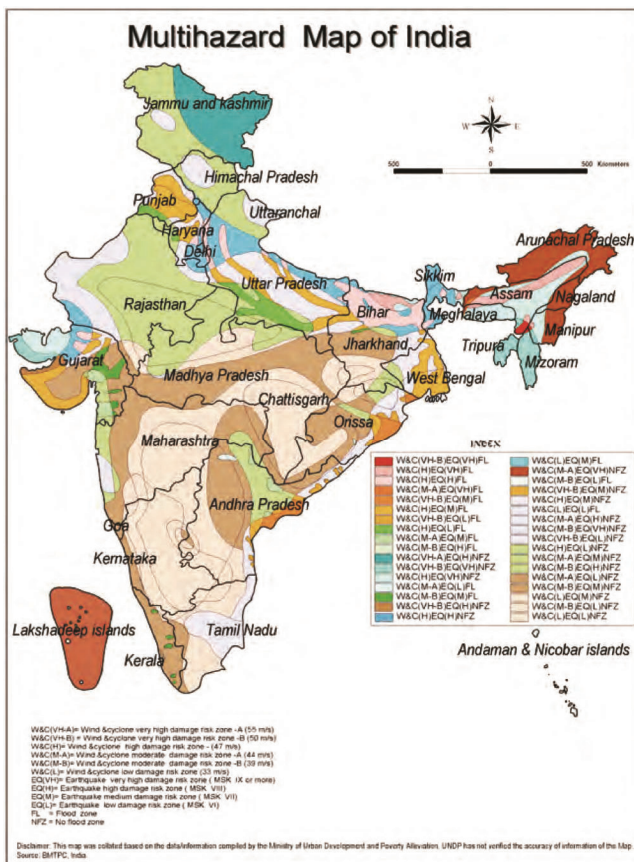 Multihazard Map of India
N
W E
S
500 0 500 Kilometers
Jammu and kashmir
Himachal Pradesh
Punjab
Uttaranchal
Haryana
Delhi
Arunachal Pradesh
Uttar Pradesh
Sikkim
Rajasthan
Assam
Nagaland
Bihar
Meghalaya
Manipur
Jharkhand
Tripura
Gujarat
Mizoram
Madhya Pradesh
West Bengal
Chattisgarh
Orissa
Maharashtra
Andhra Pradesh
Goa
Kernataka
Lakshadeep islands
Tamil Nadu
Kerala
Andaman & Nicobar islands
INDEX
W&C(VH-B)EQ(VH)FL
W&C(H)EQ(VH)FL
W&C(H)EQ(H)FL
W&C(M-A)EQ(VH)FL
W&C(VH-B)EQ(M)FL
W&C(H)EQ(M)FL
W&C(VH-B)EQ(L)FL
W&C(H)EQ(L)FL
W&C(M-A)EQ(M)FL
W&C(M-B)EQ(H)FL
W&C(VH-A)EQ(H)NFZ
W&C(VH-B)EQ(VH)NFZ
W&C(H)EQ(VH)NFZ
W&C(M-A)EQ(L)FL
W&C(M-B)EQ(M)FL
W&C(VH-B)EQ(H)NFZ
W&C(H)EQ(H)NFZ
W&C(L)EQ(M)FL
W&C(M-A)EQ(VH)NFZ
W&C(M-B)EQ(L)FL
W&C(VH-B)EQ(M)NFZ
W&C(H)EQ(M)NFZ
W&C(L)EQ(L)FL
W&C(M-A)EQ(H)NFZ
W&C(M-B)EQ(VH)NFZ
W&C(VH-B)EQ(L)NFZ
W&C(H)EQ(L)NFZ
W&C(M-A)EQ(M)NFZ
W&C(M-B)EQ(H)NFZ
W&C(M-A)EQ(L)NFZ
W&C(M-B)EQ(M)NFZ
W&C(L)EQ(M)NFZ
W&C(M-B)EQ(L)NFZ
W&C(L)EQ(L)NFZ
W&C(VH-A)= Wind &cyclone very high damage risk zone -A (55 m/s)
W&C(VH-B) = Wind &cyclone very high damage risk zone -B (50 m/s)
W&C(H)= Wind &cyclone high damage risk zone - (47 m/s)
W&C(M-A)= Wind &cyclone moderate damage risk zone -A (44 m/s)
W&C(M-B)= Wind &cyclone moderate damage risk zone -B (39 m/s)
W&C(L)= Wind &cyclone low damage risk zone (33 m/s)
EQ(VH)= Earthquake very high damage risk zone ( MSK IX or more)
EQ(H)= Earthquake high damage risk zone ( MSK VIII)
EQ(M)= Earthquake medium damage risk zone ( MSK VII)
EQ(L)= Earthquake low damage risk zone ( MSK VI)
FL = Flood zone
NFZ = No flood zone
Disclaimer: This map was collated based on the data/information compiled by the Ministry of Urban Development and Poverty Alleviation. UNDP has not verified the accuracy of information of the Map
Source: BMTPC, India